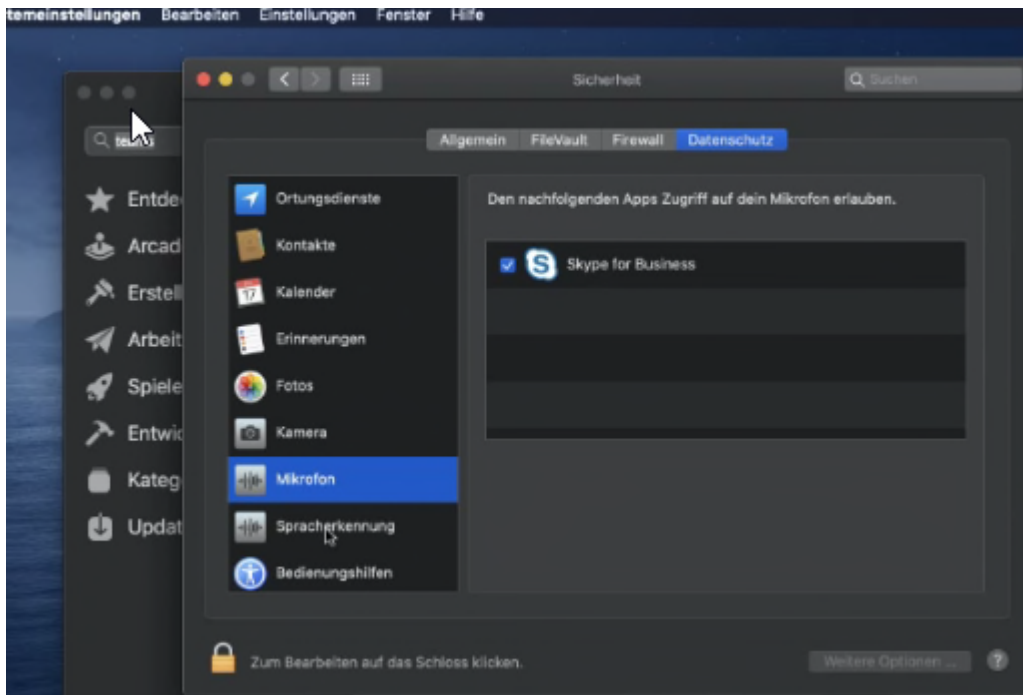 temeinstellungen Bearbeiten Einstellungen Fenster Hilfe
Sicherheit
Suchen
Allgemein FileVault Firewall Datenschutz
Entde
Arcad
Erstell
Arbeit
Spiele
Entwic
Kateg
Updat
Ortungsdienste
Kontakte
17
Kalender
Erinnerungen
Fotos
Kamera
Mikrofon
Spracherkennung
Bedienungshilfen
Den nachfolgenden Apps Zugriff auf dein Mikrofon erlauben.
S
Skype for Business
Zum Bearbeiten auf das Schloss klicken.
Weitere Optionen ...
?